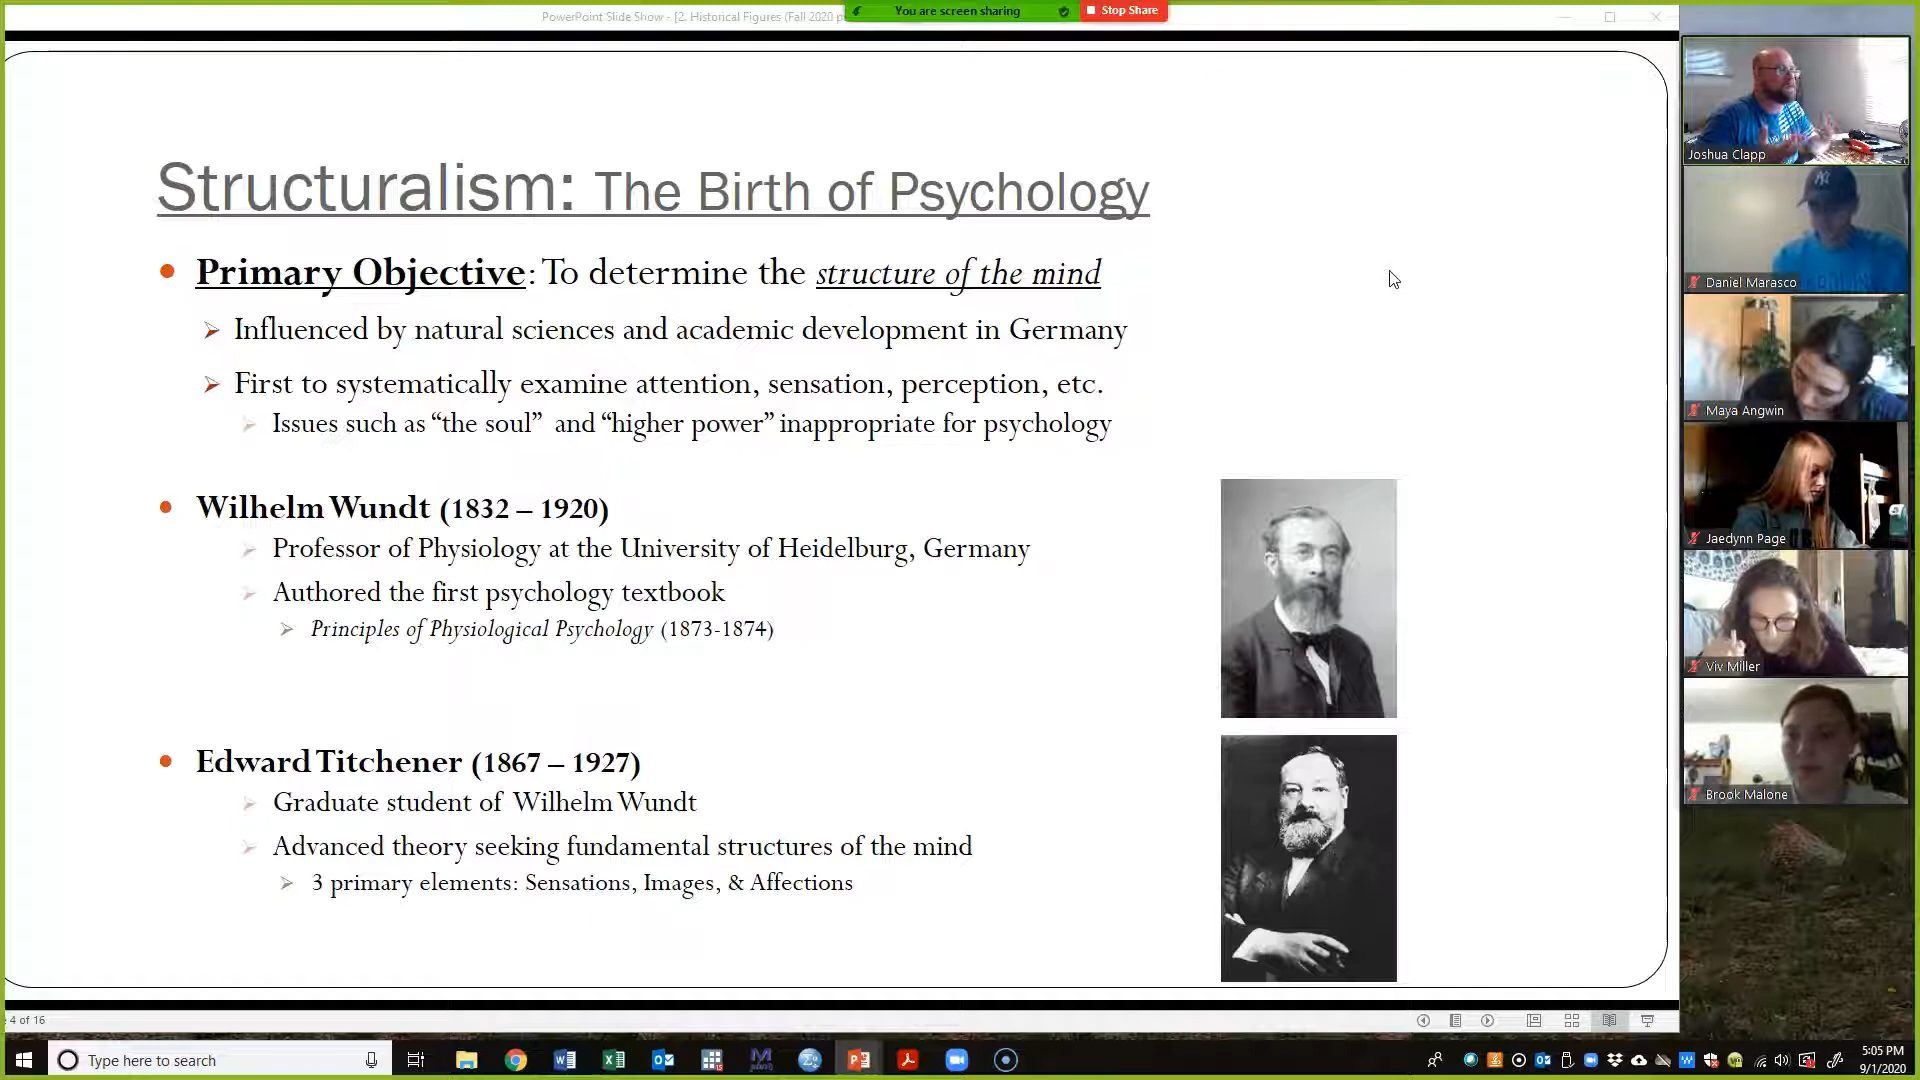 PowerPoint Slide Show - [2. Historical Figures (Fall 2020 p
You are screen sharing
Stop Share
Structuralism: The Birth of Psychology
Primary Objective: To determine the structure of the mind
Influenced by natural sciences and academic development in Germany
First to systematically examine attention, sensation, perception, etc.
Issues such as “the soul” and “higher power” inappropriate for psychology
Wilhelm Wundt (1832 – 1920)
Professor of Physiology at the University of Heidelburg, Germany
Authored the first psychology textbook
Principles of Physiological Psychology (1873-1874)
Edward Titchener (1867 – 1927)
Graduate student of Wilhelm Wundt
Advanced theory seeking fundamental structures of the mind
3 primary elements: Sensations, Images, & Affections
Joshua Clapp
Daniel Marasco
Maya Angwin
Jaedynn Page
Viv Miller
Brook Malone
4 of 16
Type here to search
5:05 PM
9/1/2020